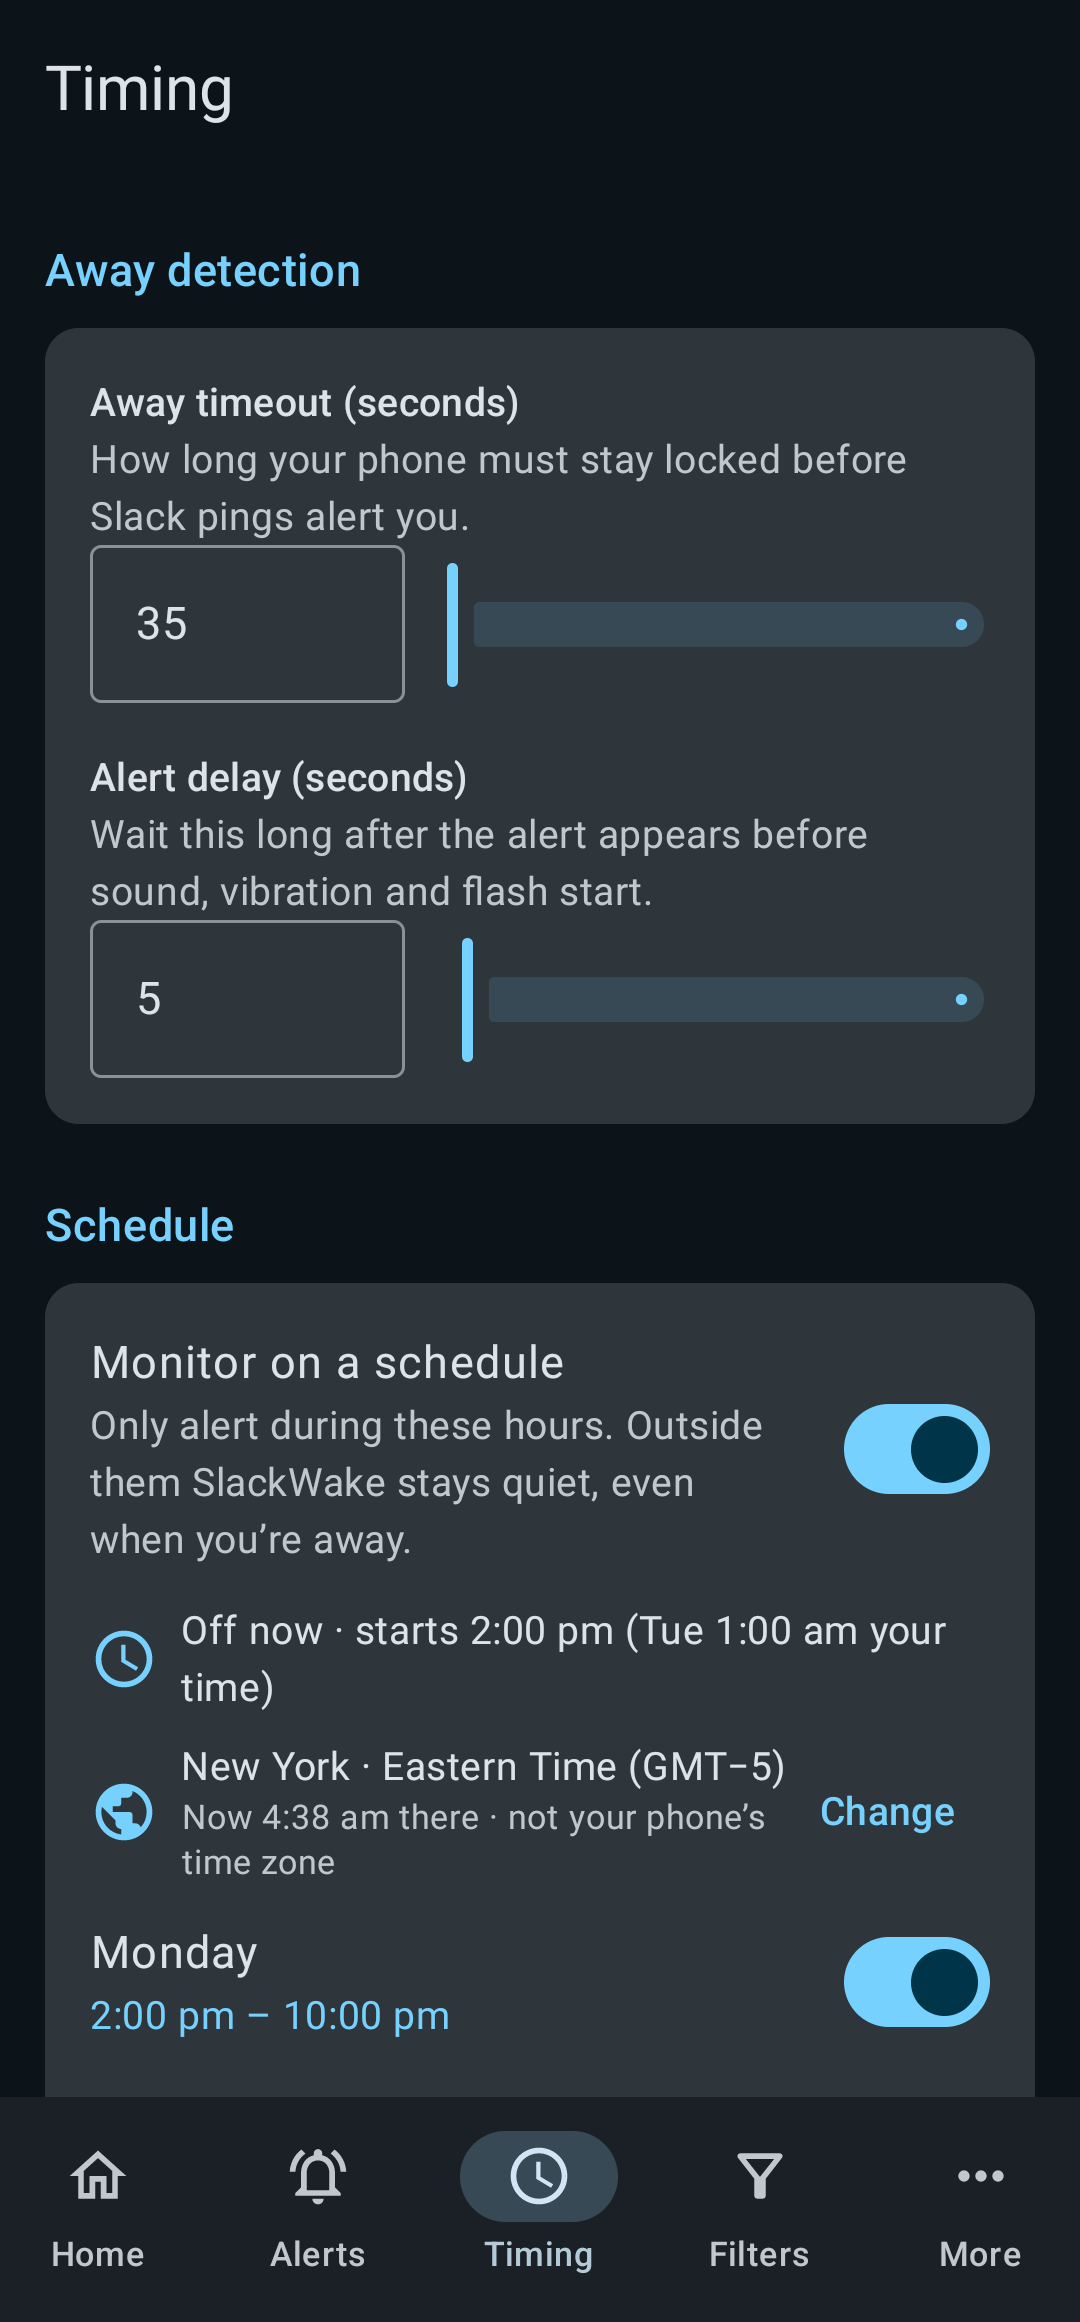 Timing
Away detection
Away timeout (seconds)
How long your phone must stay locked before
Slack pings alert you.
35
Alert delay (seconds)
Wait this long after the alert appears before
sound, vibration and flash start.
5
Schedule
Monitor on a schedule
Only alert during these hours. Outside
them SlackWake stays quiet, even
when you’re away.
Off now · starts 2:00 pm (Tue 1:00 am your
time)
New York · Eastern Time (GMT−5)
Now 4:38 am there · not your phone’s
time zone
Change
Monday
2:00 pm – 10:00 pm
Home
Alerts
Timing
Filters
More